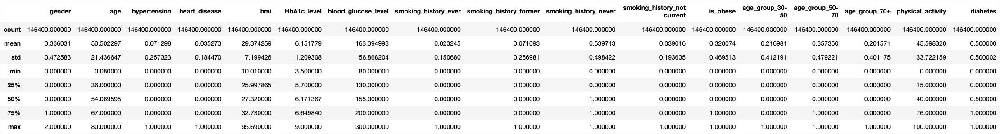 gender age hypertension heart_disease bmi HbA1c_level blood_glucose_level smoking_history_ever smoking_history_former smoking_history_never smoking_history_not current is_obese age_group_30-50 age_group_50-70 age_group_70+ physical_activity diabetes
count 146400.000000 146400.000000 146400.000000 146400.000000 146400.000000 146400.000000 146400.000000 146400.000000 146400.000000 146400.000000 146400.000000 146400.000000 146400.000000 146400.000000 146400.000000 146400.000000 146400.000000
mean 0.336031 50.502297 0.071298 0.035273 29.374259 6.151779 163.394993 0.023245 0.071093 0.539713 0.039016 0.328074 0.216981 0.357350 0.201571 45.598320 0.500000
std 0.472583 21.436647 0.257323 0.184470 7.199426 1.209308 56.868204 0.150680 0.256981 0.498422 0.193635 0.469513 0.412191 0.479221 0.401175 33.722159 0.500002
min 0.000000 0.080000 0.000000 0.000000 10.010000 3.500000 80.000000 0.000000 0.000000 0.000000 0.000000 0.000000 0.000000 0.000000 0.000000 0.000000 0.000000
25% 0.000000 36.000000 0.000000 0.000000 25.997865 5.700000 130.000000 0.000000 0.000000 0.000000 0.000000 0.000000 0.000000 0.000000 0.000000 15.000000 0.000000
50% 0.000000 54.069595 0.000000 0.000000 27.320000 6.171367 155.000000 0.000000 0.000000 1.000000 0.000000 0.000000 0.000000 0.000000 0.000000 40.000000 0.500000
75% 1.000000 67.000000 0.000000 0.000000 32.730000 6.649840 200.000000 0.000000 0.000000 1.000000 0.000000 1.000000 0.000000 1.000000 0.000000 76.000000 1.000000
max 2.000000 80.000000 1.000000 1.000000 95.690000 9.000000 300.000000 1.000000 1.000000 1.000000 1.000000 1.000000 1.000000 1.000000 1.000000 100.000000 1.000000